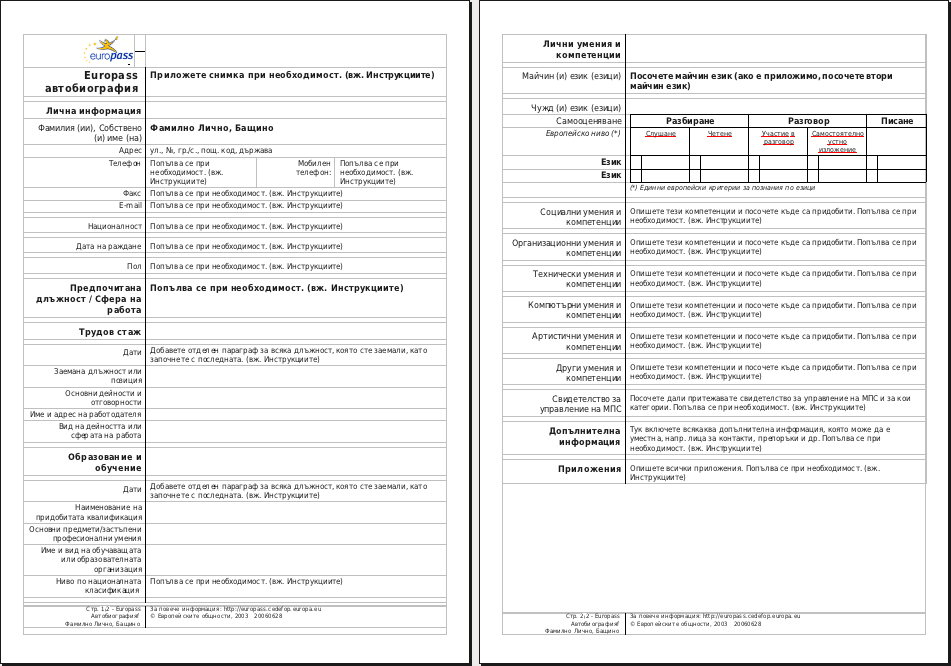 europass
Europass
автобиография
Приложете снимка при необходимост. (вж. Инструкциите)
Лична информация
Фамилия (ии), Собствено
(и) име (на)
Фамилно Лично, Бащино
Адрес
ул., №, гр./с., пощ. код, държава
Телефон
Попълва се при
необходимост. (вж.
Инструкциите)
Мобилен
телефон:
Попълва се при
необходимост. (вж.
Инструкциите)
Факс
Попълва се при необходимост. (вж. Инструкциите)
E-mail
Попълва се при необходимост. (вж. Инструкциите)
Националност
Попълва се при необходимост. (вж. Инструкциите)
Дата на раждане
Попълва се при необходимост. (вж. Инструкциите)
Пол
Попълва се при необходимост. (вж. Инструкциите)
Предпочитана
длъжност / Сфера на
работа
Попълва се при необходимост. (вж. Инструкциите)
Трудов стаж
Дати
Добавете отделен параграф за всяка длъжност, която сте заемали, като
започнете с последната. (вж. Инструкциите)
Заемана длъжност или
позиция
Основни дейности и
отговорности
Име и адрес на работодателя
Вид на дейността или
сферата на работа
Образование и
обучение
Дати
Добавете отделен параграф за всяка длъжност, която сте заемали, като
започнете с последната. (вж. Инструкциите)
Наименование на
придобитата квалификация
Основни предмети/застъпени
професионални умения
Име и вид на обучаващата
или образователната
организация
Ниво по националната
класификация
Попълва се при необходимост. (вж. Инструкциите)
Стр. 1;2 - Europass
Автобиография
Фамилно Лично, Бащино
За повече информация: http://europass.cedefop.europa.eu
© Европейските общности, 2003 20060628
Лични умения и
компетенции
Майчин (и) език (езици)
Посочете майчин език (ако е приложимо, посочете втори
майчин език)
Чужд (и) език (езици)
Самооценяване
Разбиране
Разговор
Писане
Европейско ниво (*)
Слушане
Четене
Участие в
разговор
Самостоятелно
устно
изложение
Език
Език
(*) Единни европейски критерии за познания по езици
Социални умения и
компетенции
Опишете тези компетенции и посочете къде са придобити. Попълва се при
необходимост. (вж. Инструкциите)
Организационни умения и
компетенции
Опишете тези компетенции и посочете къде са придобити. Попълва се при
необходимост. (вж. Инструкциите)
Технически умения и
компетенции
Опишете тези компетенции и посочете къде са придобити. Попълва се при
необходимост. (вж. Инструкциите)
Компютърни умения и
компетенции
Опишете тези компетенции и посочете къде са придобити. Попълва се при
необходимост. (вж. Инструкциите)
Артистични умения и
компетенции
Опишете тези компетенции и посочете къде са придобити. Попълва се при
необходимост. (вж. Инструкциите)
Други умения и
компетенции
Опишете тези компетенции и посочете къде са придобити. Попълва се при
необходимост. (вж. Инструкциите)
Свидетелство за
управление на МПС
Посочете дали притежавате свидетелство за управление на МПС и за кои
категории. Попълва се при необходимост. (вж. Инструкциите)
Допълнителна
информация
Тук включете всякаква допълнителна информация, която може да е
уместна, напр. лица за контакти, препоръки и др. Попълва се при
необходимост. (вж. Инструкциите)
Приложения
Опишете всички приложения. Попълва се при необходимост. (вж.
Инструкциите)
Стр. 2;2 - Europass
Автобиография
Фамилно Лично, Бащино
За повече информация: http://europass.cedefop.europa.eu
© Европейските общности, 2003 20060628